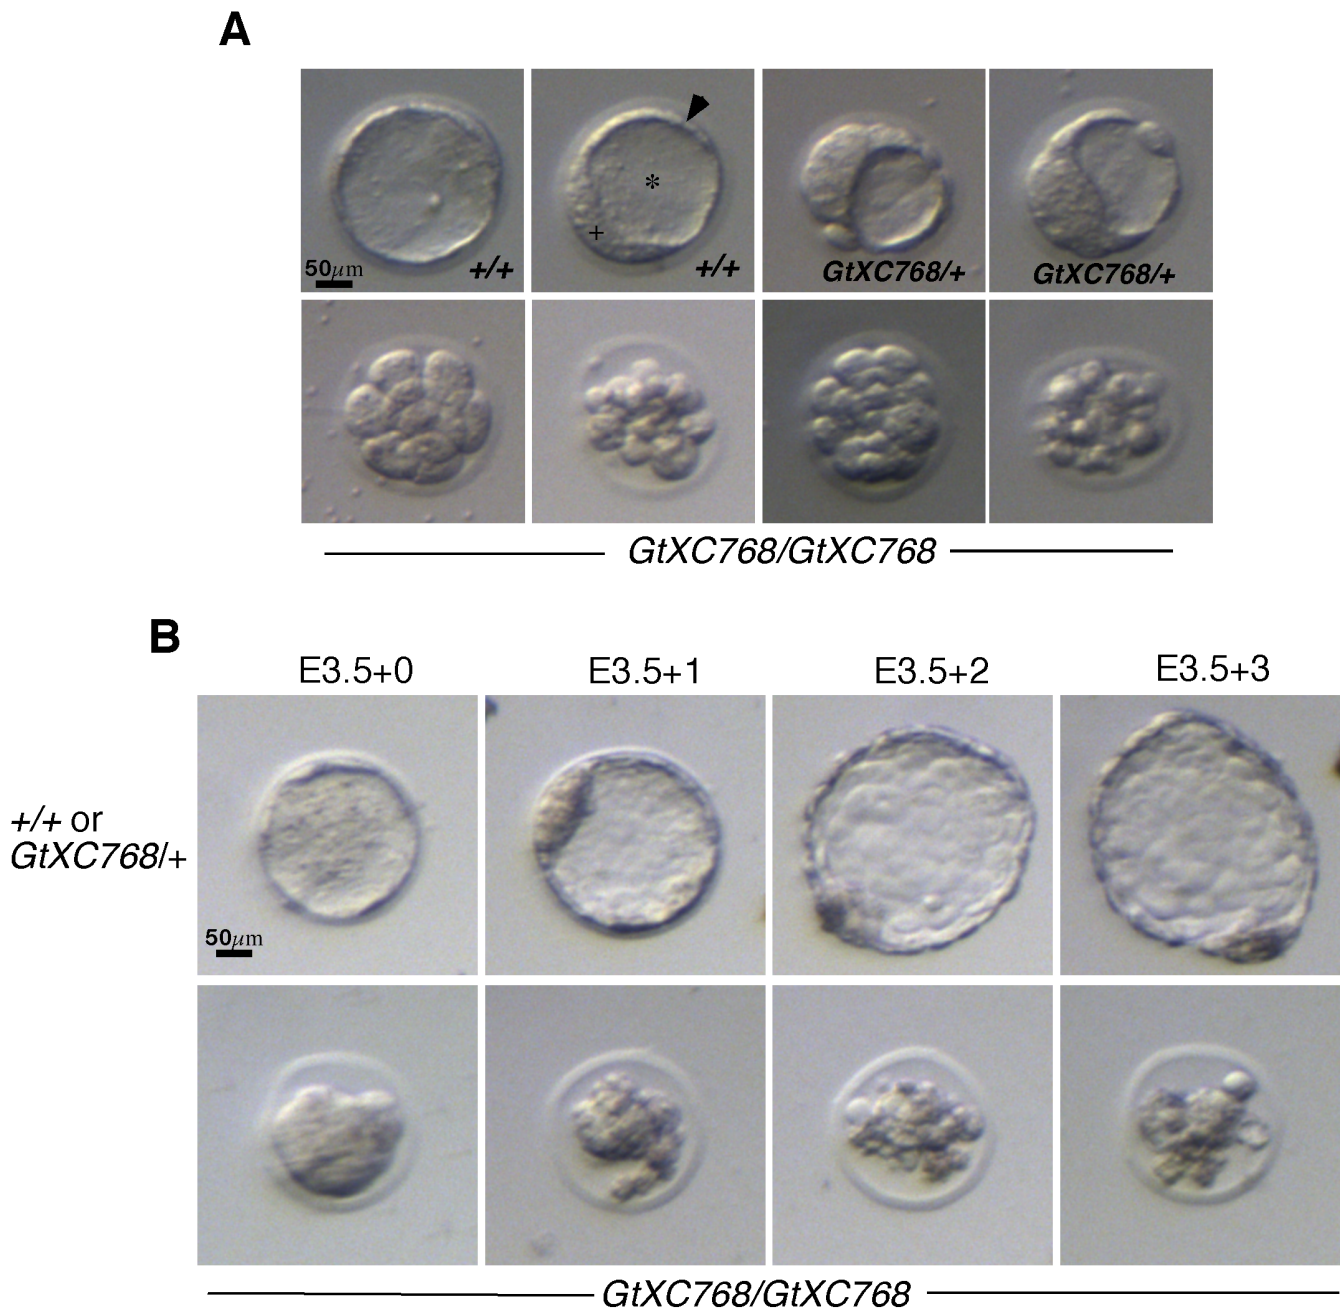 A
*
+
50μm
+/+
+/+
GtXC768/+
GtXC768/+
GtXC768/GtXC768
B
E3.5+0
E3.5+1
E3.5+2
E3.5+3
+/+ or
GtXC768/+
50μm
GtXC768/GtXC768